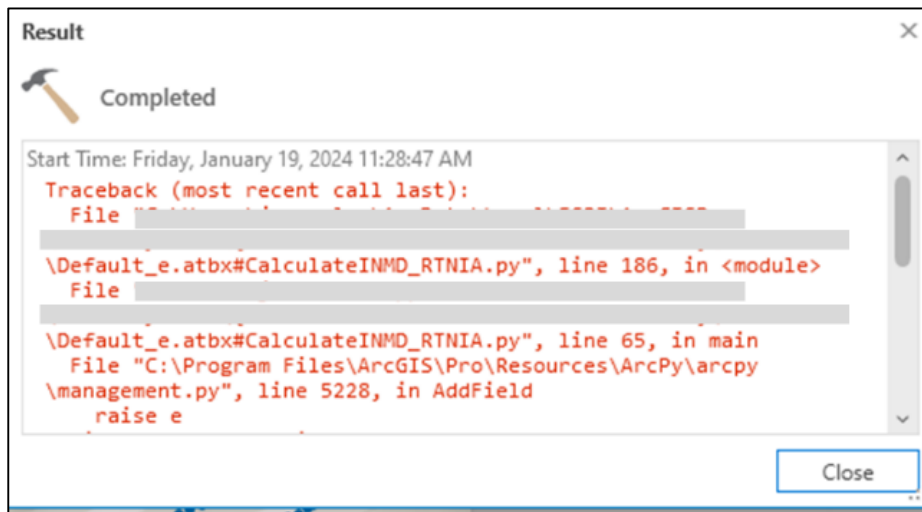 Result
Completed
Start Time: Friday, January 19, 2024 11:28:47 AM
Traceback (most recent call last):
File
\Default_e.atbx#CalculateINMD_RTNIA.py", line 186, in <module>
File
\Default_e.atbx#CalculateINMD_RTNIA.py", line 65, in main
File "C:\Program Files\ArcGIS\Pro\Resources\ArcPy\arcpy
\management.py", line 5228, in AddField
raise e
Close